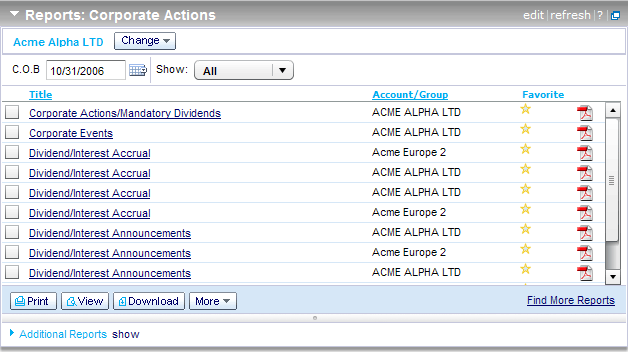 Reports: Corporate Actions edit | refresh | ? |
Acme Alpha LTD Change
C.O.B 10/31/2006 Show: All
Title Account/Group Favorite
Corporate Actions/Mandatory Dividends ACME ALPHA LTD
Corporate Events ACME ALPHA LTD
Dividend/Interest Accrual Acme Europe 2
Dividend/Interest Accrual ACME ALPHA LTD
Dividend/Interest Accrual ACME ALPHA LTD
Dividend/Interest Accrual Acme Europe 2
Dividend/Interest Announcements ACME ALPHA LTD
Dividend/Interest Announcements Acme Europe 2
Dividend/Interest Announcements ACME ALPHA LTD
Print View Download More Find More Reports
Additional Reports show